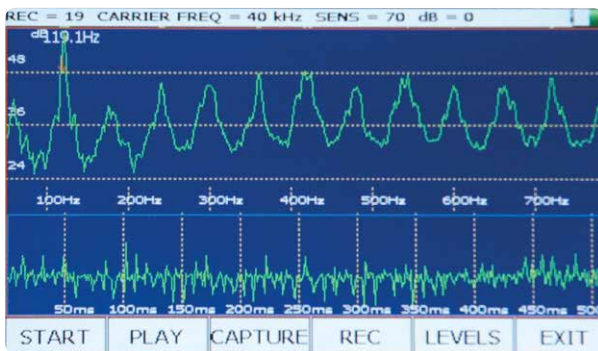 REC = 19 CARRIER FREQ = 40 kHz SENS = 70 dB = 0
dB 119.1Hz
48
36
24
100Hz 200Hz 300Hz 400Hz 500Hz 600Hz 700Hz
50ms 100ms 150ms 200ms 250ms 300ms 350ms 400ms 450ms 500
START PLAY CAPTURE REC LEVELS EXIT